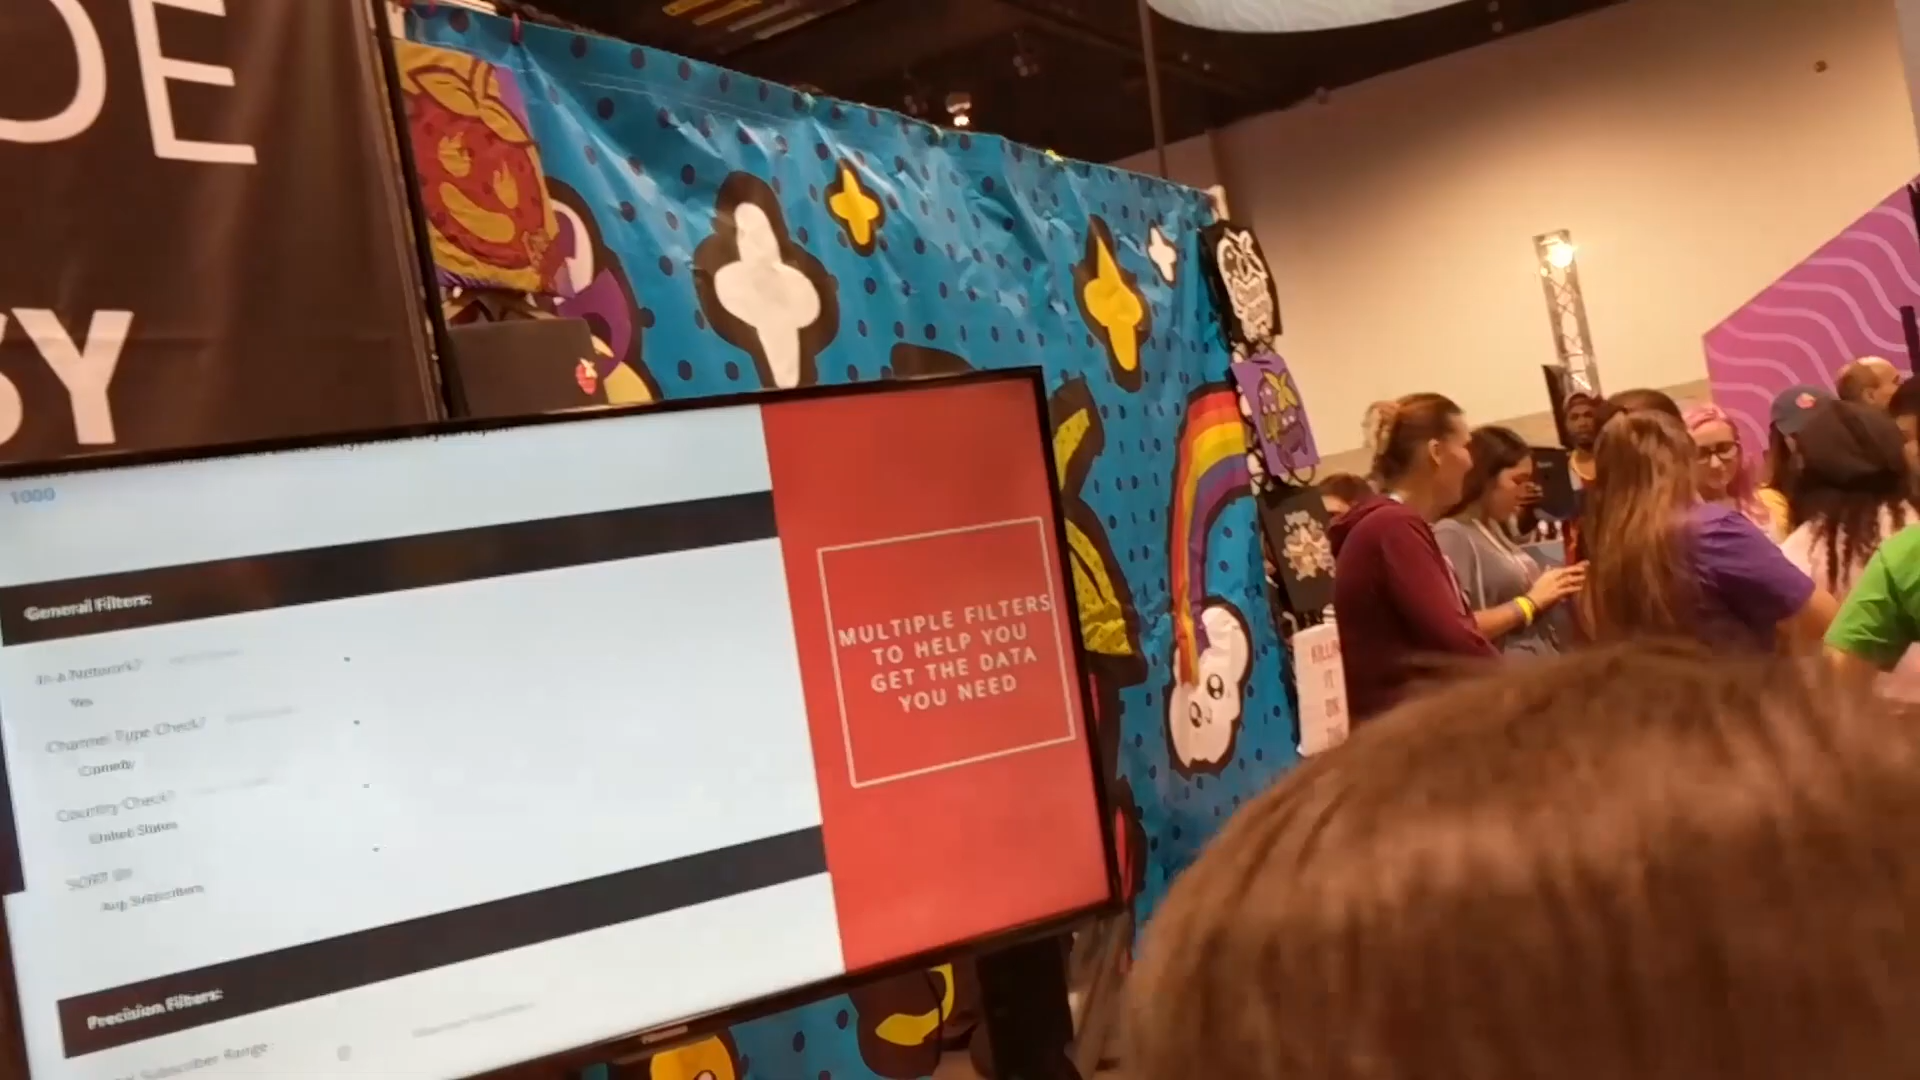 DE
SY
1000
General Filters:
In a Network?
Yes
Channel Type Check?
Comedy
Country Check?
United States
SORT BY
Avg Subscribers
Precision Filters:
Subscriber Range:
MULTIPLE FILTERS
TO HELP YOU
GET THE DATA
YOU NEED
IT